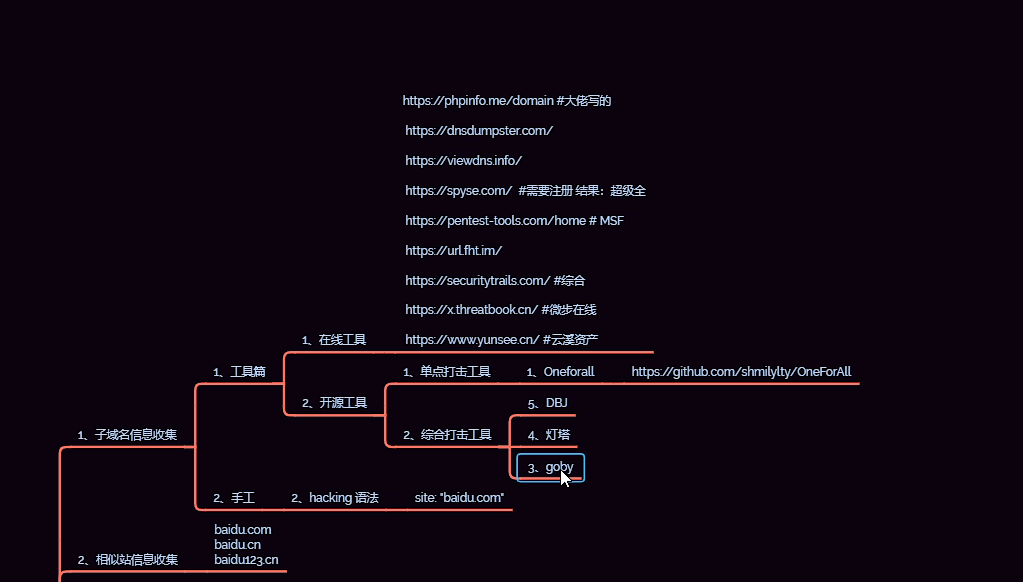 https://phpinfo.me/domain #大佬写的
https://dnsdumpster.com/
https://viewdns.info/
https://spyse.com/ #需要注册 结果：超级全
https://pentest-tools.com/home # MSF
https://url.fht.im/
https://securitytrails.com/ #综合
https://x.threatbook.cn/ #微步在线
1、在线工具
https://www.yunsee.cn/ #云溪资产
1、工具篇
1、单点打击工具
1、Oneforall
https://github.com/shmilylty/OneForAll
2、开源工具
5、DBJ
1、子域名信息收集
2、综合打击工具
4、灯塔
3、goby
2、手工
2、hacking 语法
site: "baidu.com"
baidu.com
baidu.cn
2、相似站信息收集
baidu123.cn